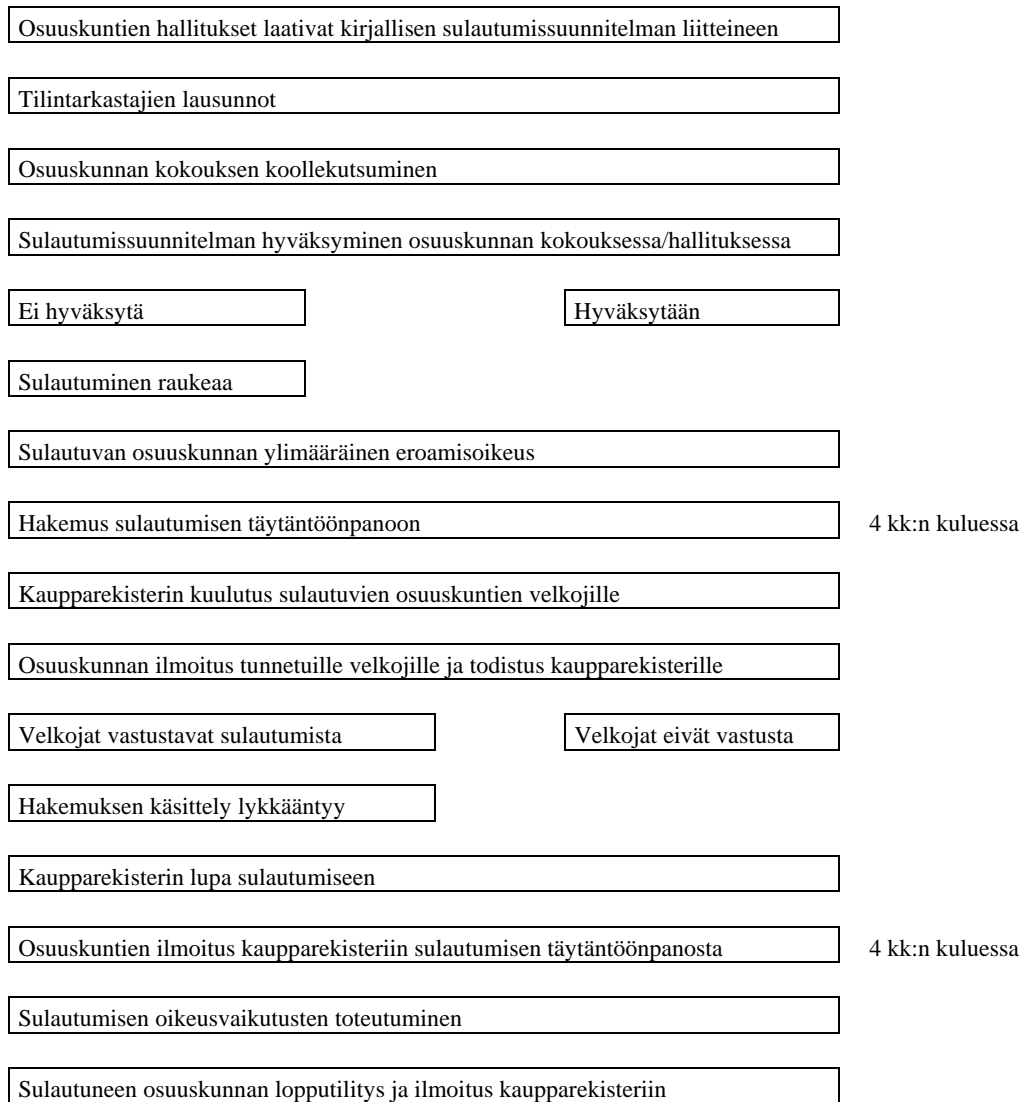 Osuuskuntien hallitukset laativat kirjallisen sulautumissuunnitelman liitteineen
Tilintarkastajien lausunnot
Osuuskunnan kokouksen koollekutsuminen
Sulautumissuunnitelman hyväksyminen osuuskunnan kokouksessa/hallituksessa
Ei hyväksytä
Hyväksytään
Sulautuminen raukeaa
Sulautuvan osuuskunnan ylimääräinen eroamisoikeus
Hakemus sulautumisen täytäntöönpanoon
4 kk:n kuluessa
Kaupparekisterin kuulutus sulautuvien osuuskuntien velkojille
Osuuskunnan ilmoitus tunnetuille velkojille ja todistus kaupparekisterille
Velkojat vastustavat sulautumista
Velkojat eivät vastusta
Hakemuksen käsittely lykkääntyy
Kaupparekisterin lupa sulautumiseen
Osuuskuntien ilmoitus kaupparekisteriin sulautumisen täytäntöönpanosta
4 kk:n kuluessa
Sulautumisen oikeusvaikutusten toteutuminen
Sulautuneen osuuskunnan lopputilitys ja ilmoitus kaupparekisteriin